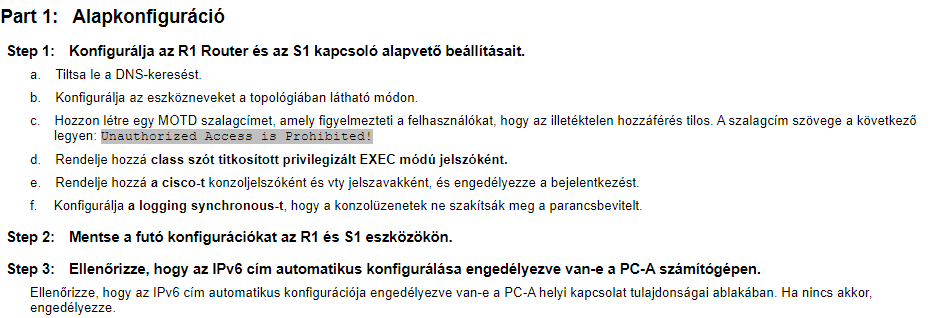 Part 1: Alapkonfiguráció
Step 1: Konfigurálja az R1 Router és az S1 kapcsoló alapvető beállításait.
a. Tiltsa le a DNS-keresést.
b. Konfigurálja az eszközneveket a topológiában látható módon.
c. Hozzon létre egy MOTD szalagcímet, amely figyelmezteti a felhasználókat, hogy az illetéktelen hozzáférés tilos. A szalagcím szövege a következő
legyen: Unauthorized Access is Prohibited!
d. Rendelje hozzá class szót titkosított privilegizált EXEC módú jelszóként.
e. Rendelje hozzá a cisco-t konzoljelszóként és vty jelszavakként, és engedélyezze a bejelentkezést.
f. Konfigurálja a logging synchronous-t, hogy a konzolüzenetek ne szakítsák meg a parancsbevitelt.
Step 2: Mentse a futó konfigurációkat az R1 és S1 eszközökön.
Step 3: Ellenőrizze, hogy az IPv6 cím automatikus konfigurálása engedélyezve van-e a PC-A számítógépen.
Ellenőrizze, hogy az IPv6 cím automatikus konfigurációja engedélyezve van-e a PC-A helyi kapcsolat tulajdonságai ablakában. Ha nincs akkor,
engedélyezze.